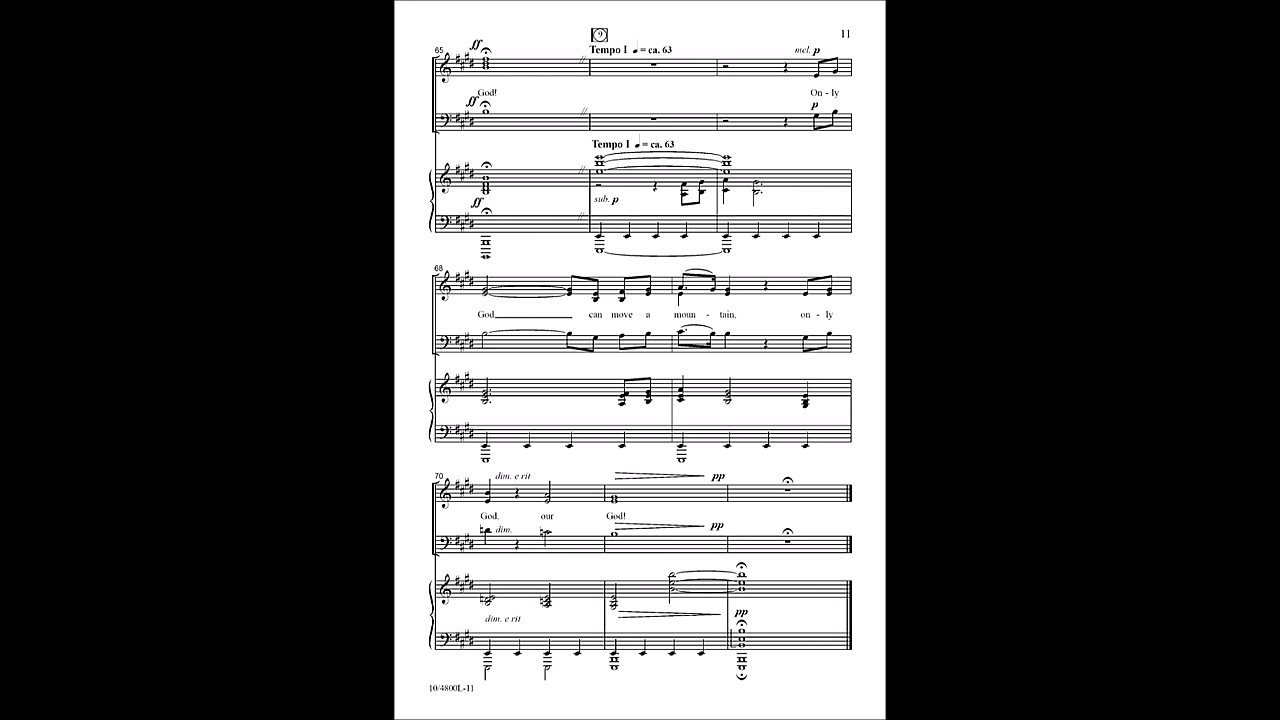 11
9
Tempo I ♩ = ca. 63
65 ff mel. p
God! On - ly
ff p
Tempo I ♩ = ca. 63
sub. p
ff
68
God can move a moun - tain, on - ly
70 dim. e rit pp
God, our God!
dim. pp
dim. e rit pp
10/4800L-11